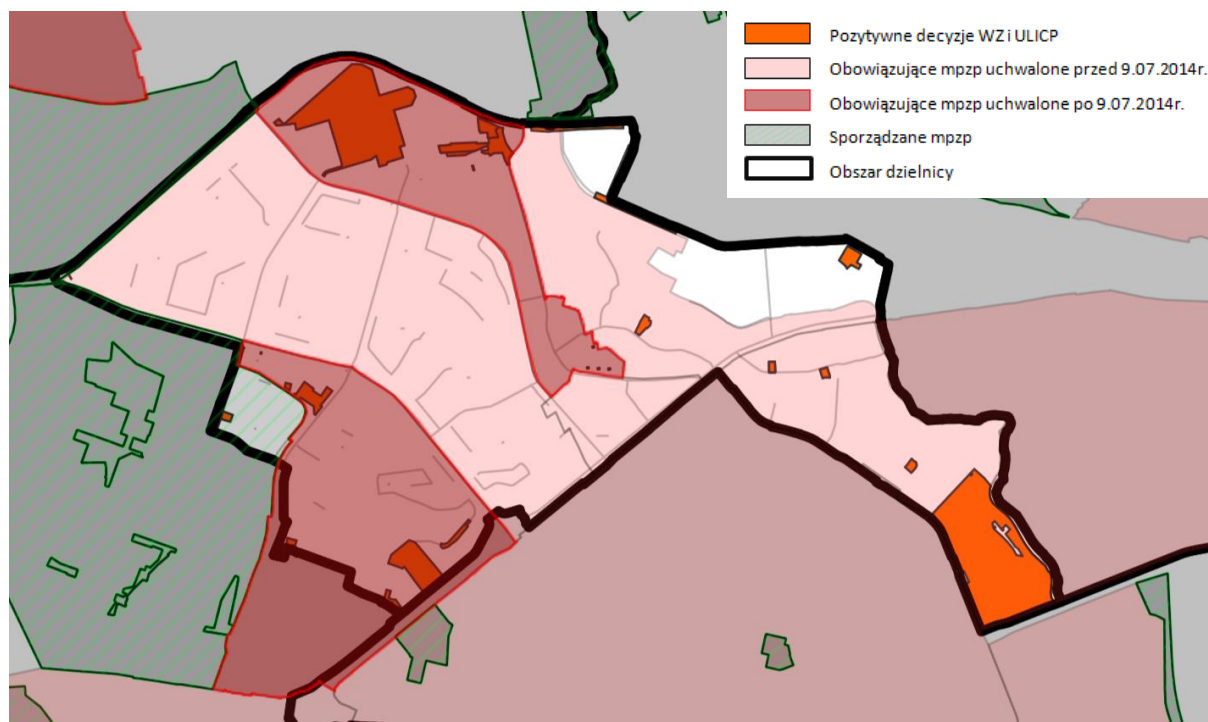 Pozytywne decyzje WZ i ULICP
Obowiązujące mpzp uchwalone przed 9.07.2014r.
Obowiązujące mpzp uchwalone po 9.07.2014r.
Sporządzane mpzp
Obszar dzielnicy